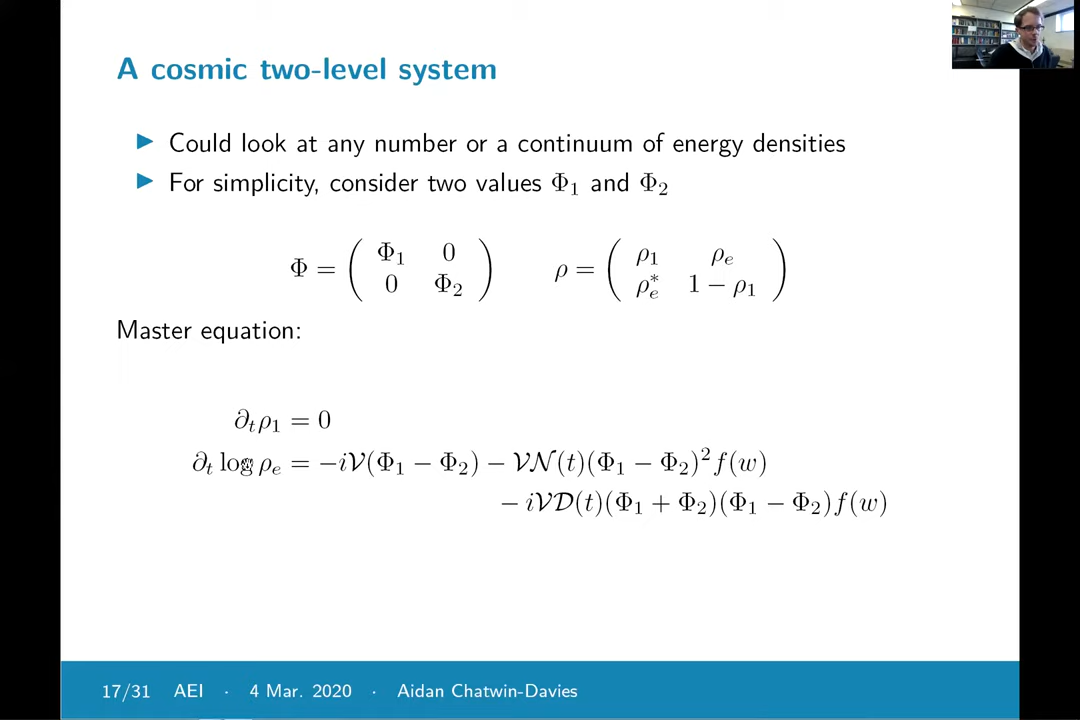 A cosmic two-level system
▶ Could look at any number or a continuum of energy densities
▶ For simplicity, consider two values Φ₁ and Φ₂
Φ = ( Φ₁ 0 ; 0 Φ₂ )    ρ = ( ρ₁ ρₑ ; ρₑ* 1 − ρ₁ )
Master equation:
∂ₜρ₁ = 0
∂ₜ log ρₑ = −i𝒱(Φ₁ − Φ₂) − 𝒱𝒩(t)(Φ₁ − Φ₂)² f(w)
− i𝒱𝒟(t)(Φ₁ + Φ₂)(Φ₁ − Φ₂)f(w)
17/31 AEI · 4 Mar. 2020 · Aidan Chatwin-Davies